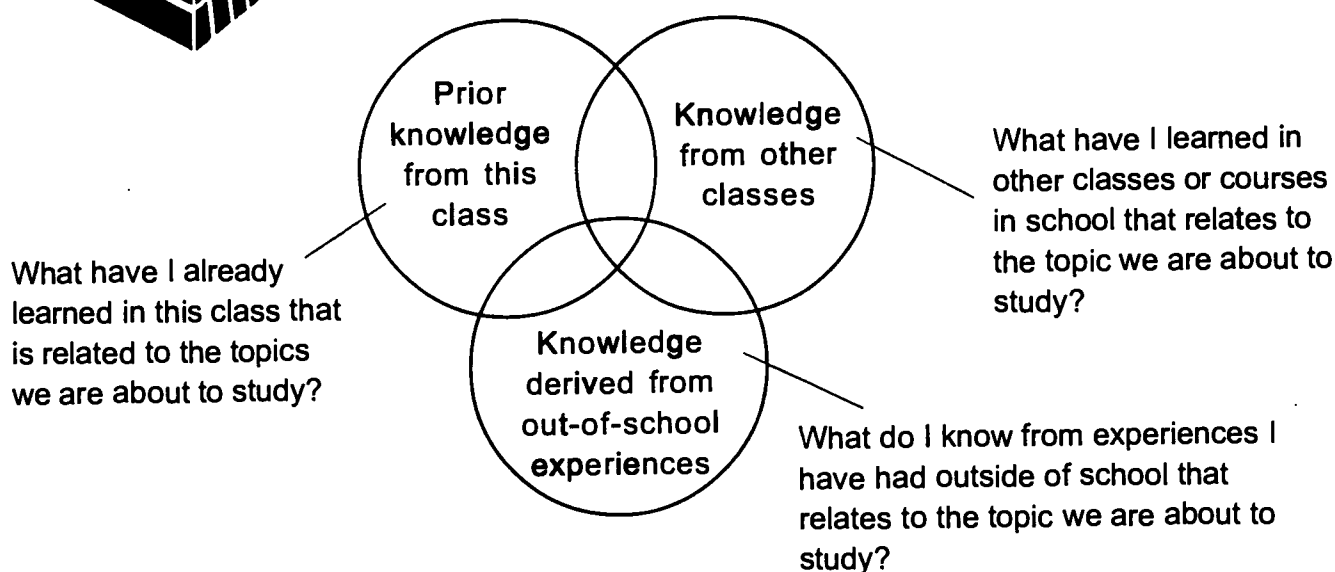 Prior
knowledge
from this
class
Knowledge
from other
classes
What have I learned in
other classes or courses
in school that relates to
the topic we are about to
study?
What have I already
learned in this class that
is related to the topics
we are about to study?
Knowledge
derived from
out-of-school
experiences
What do I know from experiences I
have had outside of school that
relates to the topic we are about to
study?